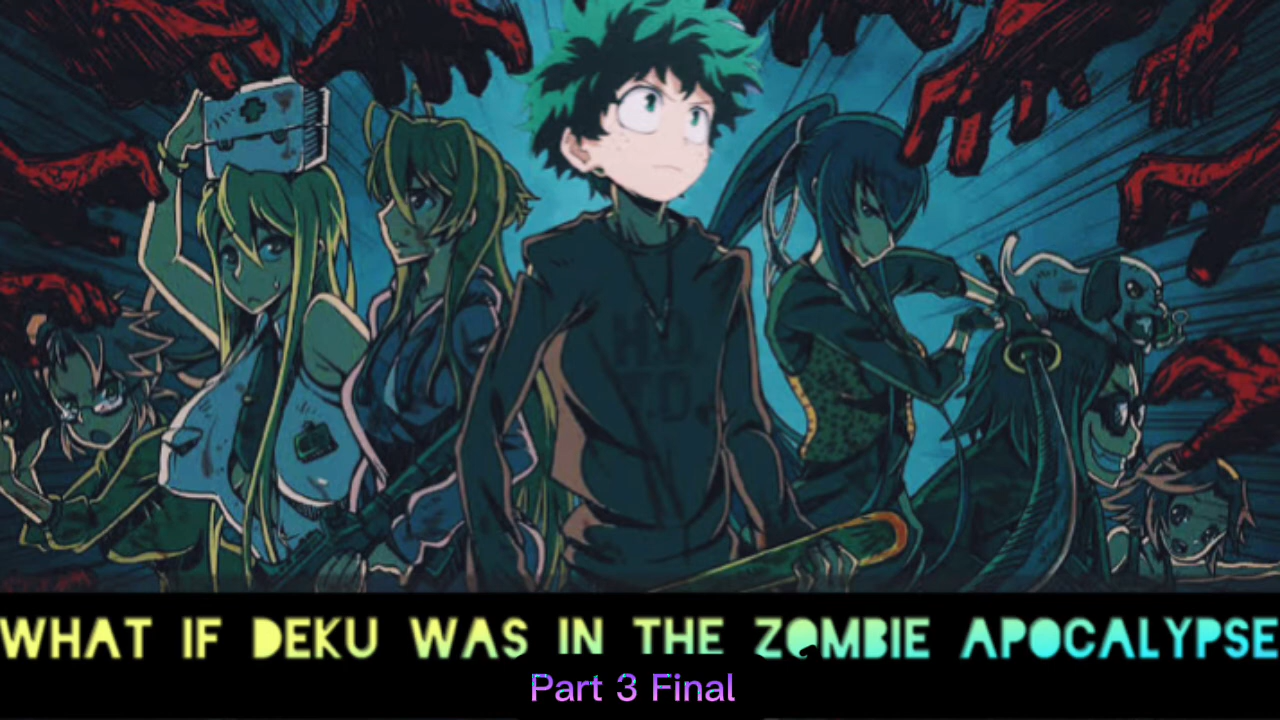 H.D.
T.D.
WHAT IF DEKU WAS IN THE ZOMBIE APOCALYPSE
Part 3 Final